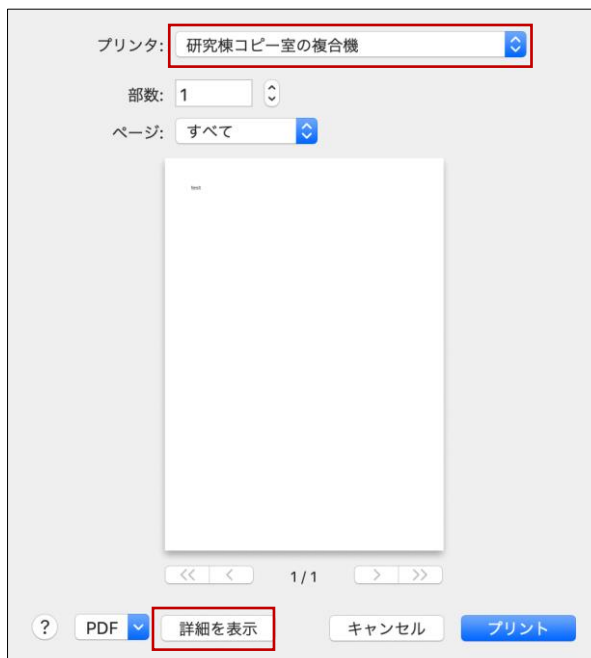 プリンタ: 研究棟コピー室の複合機
部数: 1
ページ: すべて
test
<< < 1 / 1 > >>
? PDF 詳細を表示 キャンセル プリント